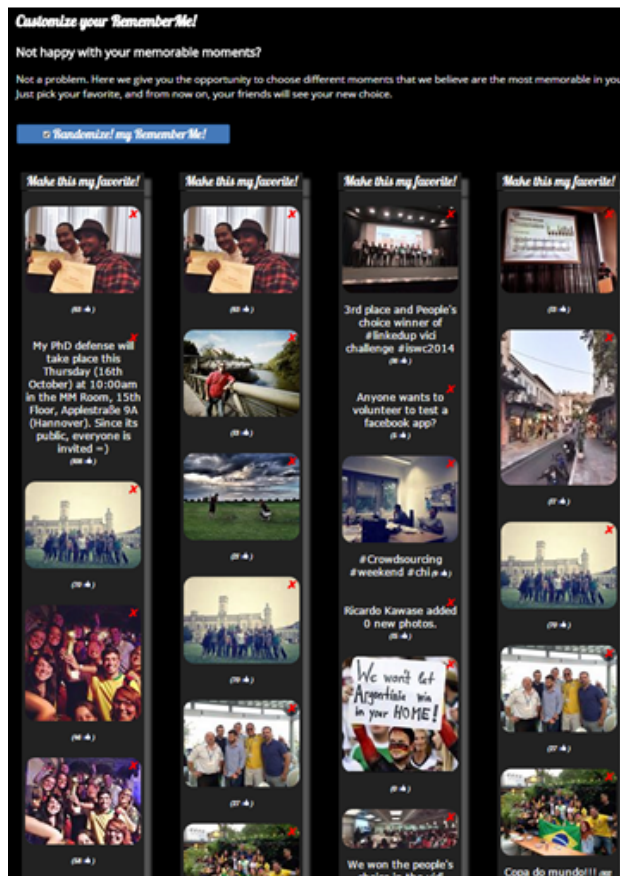 Customize your RememberMe!
Not happy with your memorable moments?
Not a problem. Here we give you the opportunity to choose different moments that we believe are the most memorable in you
Just pick your favorite, and from now on, your friends will see your new choice.
Randomize! my RememberMe!
Make this my favorite!
My PhD defense will
take place this
Thursday (16th
October) at 10:00am
in the MM Room, 15th
Floor, Applestraße 9A
(Hannover). Since its
public, everyone is
invited =)
Make this my favorite!
Make this my favorite!
3rd place and People's
choice winner of
#linkedup vici
challenge #iswc2014
Anyone wants to
volunteer to test a
facebook app?
#Crowdsourcing
#weekend #chi
Ricardo Kawase added
0 new photos.
We won't let
Argentinie win
in your HOME!
We won the people's
choice in the
Make this my favorite!
Copa do mundo!!!